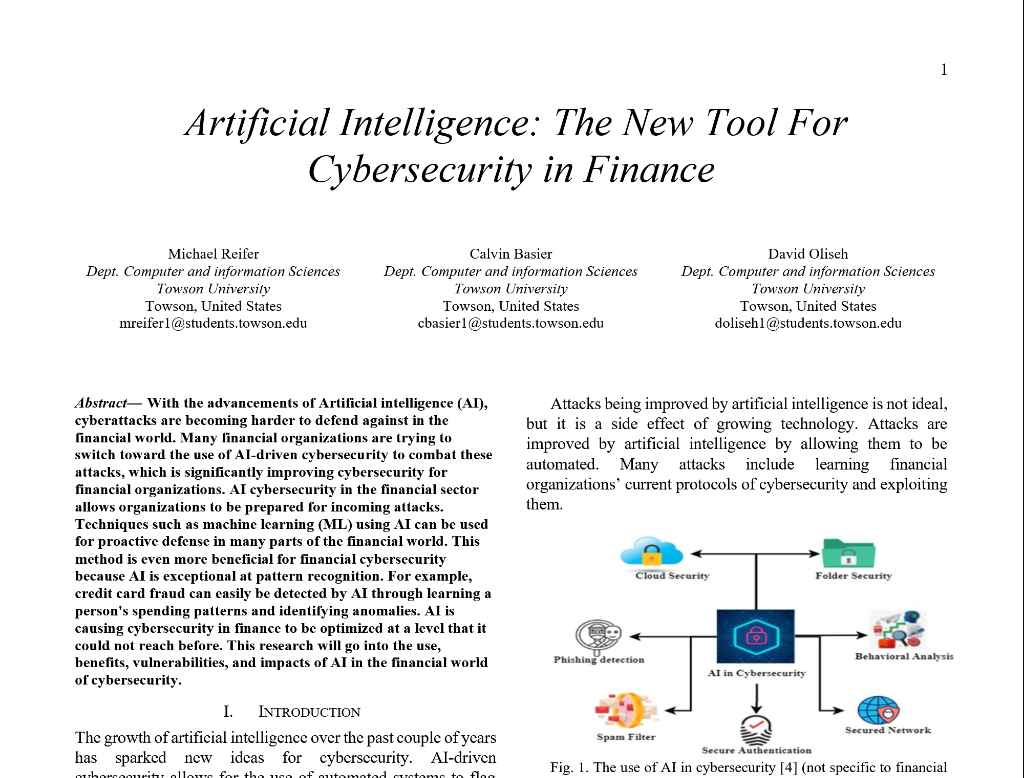 1
Artificial Intelligence: The New Tool For
Cybersecurity in Finance
Michael Reifer
Dept. Computer and information Sciences
Towson University
Towson, United States
mreifer1@students.towson.edu
Calvin Basier
Dept. Computer and information Sciences
Towson University
Towson, United States
cbasier1@students.towson.edu
David Oliseh
Dept. Computer and information Sciences
Towson University
Towson, United States
doliseh1@students.towson.edu
Abstract— With the advancements of Artificial intelligence (AI),
cyberattacks are becoming harder to defend against in the
financial world. Many financial organizations are trying to
switch toward the use of AI-driven cybersecurity to combat these
attacks, which is significantly improving cybersecurity for
financial organizations. AI cybersecurity in the financial sector
allows organizations to be prepared for incoming attacks.
Techniques such as machine learning (ML) using AI can be used
for proactive defense in many parts of the financial world. This
method is even more beneficial for financial cybersecurity
because AI is exceptional at pattern recognition. For example,
credit card fraud can easily be detected by AI through learning a
person's spending patterns and identifying anomalies. AI is
causing cybersecurity in finance to be optimized at a level that it
could not reach before. This research will go into the use,
benefits, vulnerabilities, and impacts of AI in the financial world
of cybersecurity.
I. INTRODUCTION
The growth of artificial intelligence over the past couple of years
has sparked new ideas for cybersecurity. AI-driven
cybersecurity allows for the use of automated systems to flag
Attacks being improved by artificial intelligence is not ideal,
but it is a side effect of growing technology. Attacks are
improved by artificial intelligence by allowing them to be
automated. Many attacks include learning financial
organizations' current protocols of cybersecurity and exploiting
them.
Cloud Security
Folder Security
Phishing detection
AI in Cybersecurity
Behavioral Analysis
Spam Filter
Secure Authentication
Secured Network
Fig. 1. The use of AI in cybersecurity [4] (not specific to financial